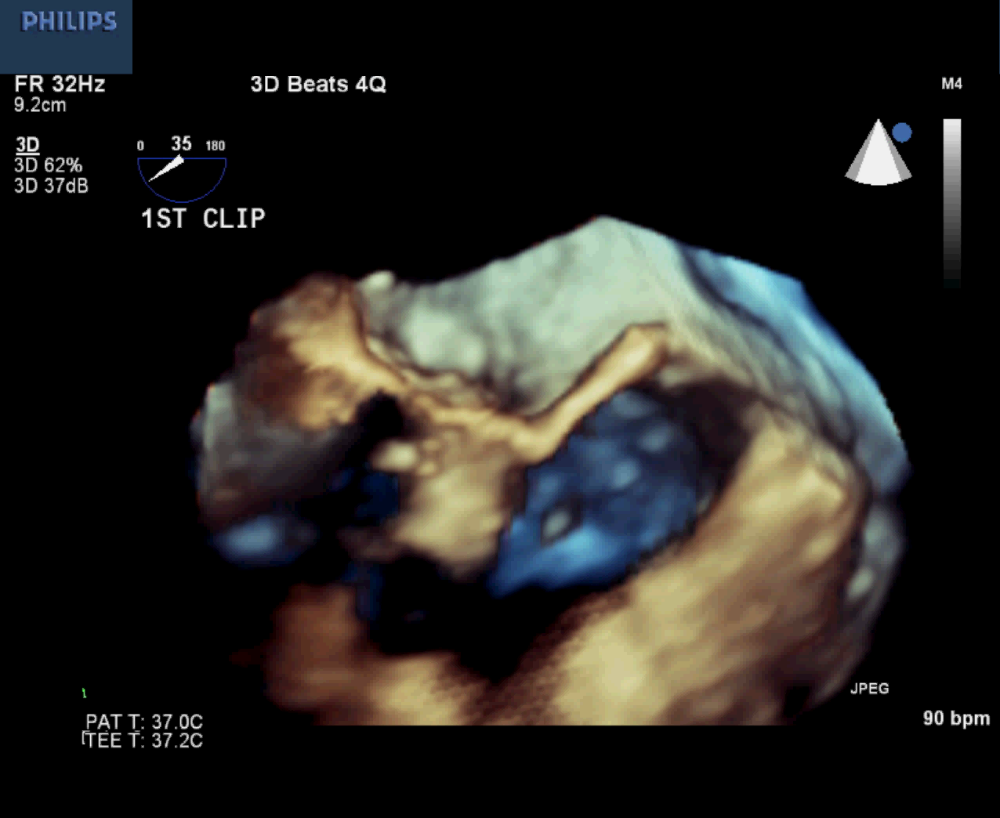 PHILIPS
FR 32Hz
9.2cm
3D Beats 4Q
M4
3D
3D 62%
3D 37dB
0 35 180
1ST CLIP
JPEG
PAT T: 37.0C
TEE T: 37.2C
90 bpm